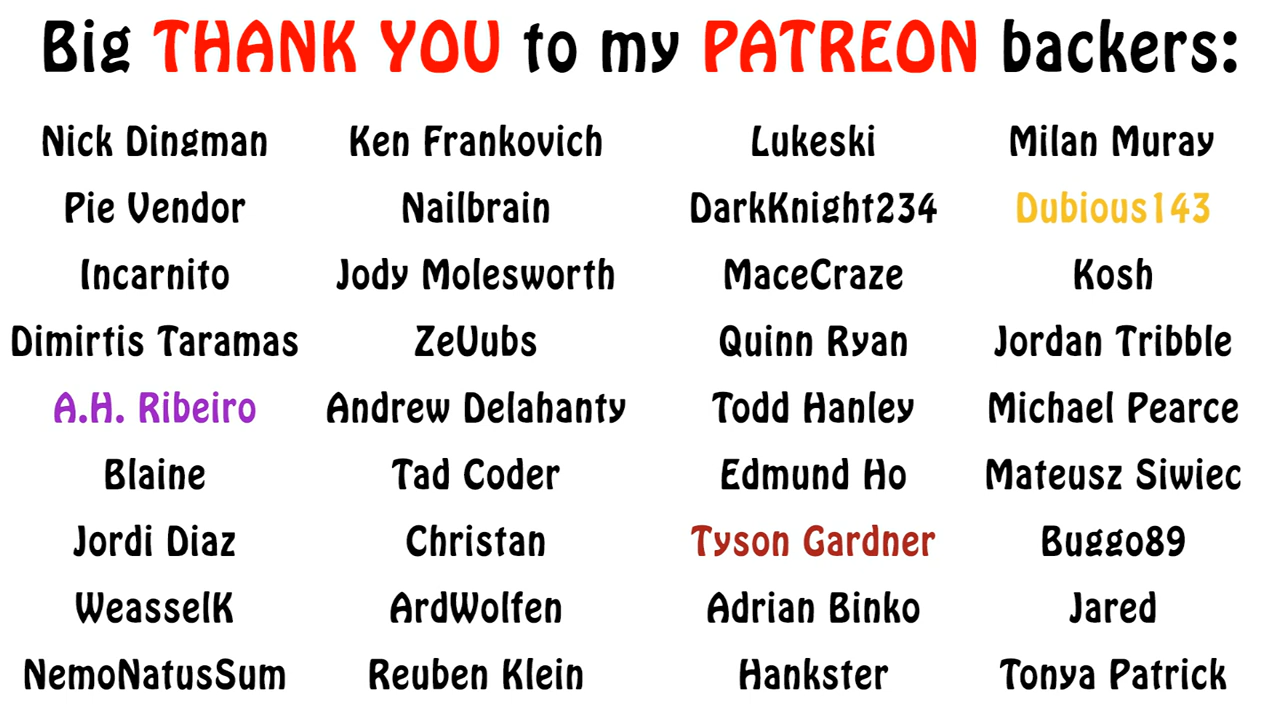 Big THANK YOU to my PATREON backers:
Nick Dingman Ken Frankovich Lukeski Milan Muray
Pie Vendor Nailbrain DarkKnight234 Dubious143
Incarnito Jody Molesworth MaceCraze Kosh
Dimirtis Taramas ZeVubs Quinn Ryan Jordan Tribble
A.H. Ribeiro Andrew Delahanty Todd Hanley Michael Pearce
Blaine Tad Coder Edmund Ho Mateusz Siwiec
Jordi Diaz Christan Tyson Gardner Buggo89
WeasselK ArdWolfen Adrian Binko Jared
NemoNatusSum Reuben Klein Hankster Tonya Patrick